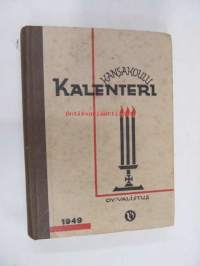 KANSAKOULU
KALENTERI
OY VALISTUS
1949